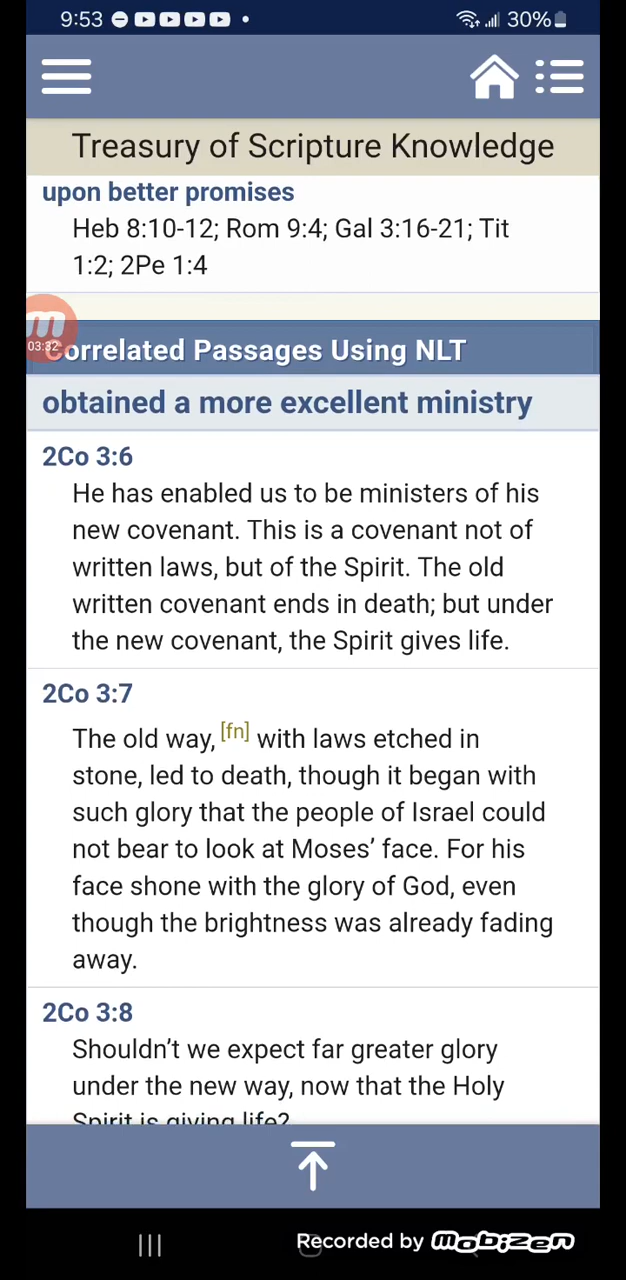 9:53
30%
Treasury of Scripture Knowledge
upon better promises
Heb 8:10-12; Rom 9:4; Gal 3:16-21; Tit
1:2; 2Pe 1:4
03:32
Correlated Passages Using NLT
obtained a more excellent ministry
2Co 3:6
He has enabled us to be ministers of his
new covenant. This is a covenant not of
written laws, but of the Spirit. The old
written covenant ends in death; but under
the new covenant, the Spirit gives life.
2Co 3:7
The old way, [fn] with laws etched in
stone, led to death, though it began with
such glory that the people of Israel could
not bear to look at Moses’ face. For his
face shone with the glory of God, even
though the brightness was already fading
away.
2Co 3:8
Shouldn’t we expect far greater glory
under the new way, now that the Holy
Spirit is giving life?
Recorded by mobizen